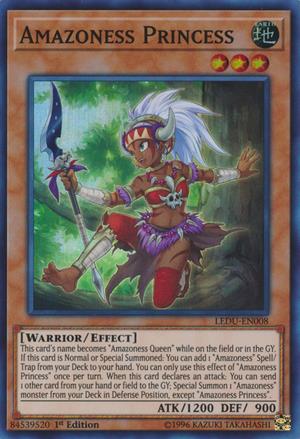 AMAZONESS PRINCESS
EARTH
地
LEDU-EN008
[WARRIOR/EFFECT]
This card's name becomes "Amazoness Queen" while on the field or in the GY.
If this card is Normal or Special Summoned: You can add 1 "Amazoness" Spell/
Trap from your Deck to your hand. You can only use this effect of "Amazoness
Princess" once per turn. When this card declares an attack: You can send
1 other card from your hand or field to the GY; Special Summon 1 "Amazoness"
monster from your Deck in Defense Position, except "Amazoness Princess".
ATK/1200 DEF/ 900
84539520 1st Edition ©1996 KAZUKI TAKAHASHI